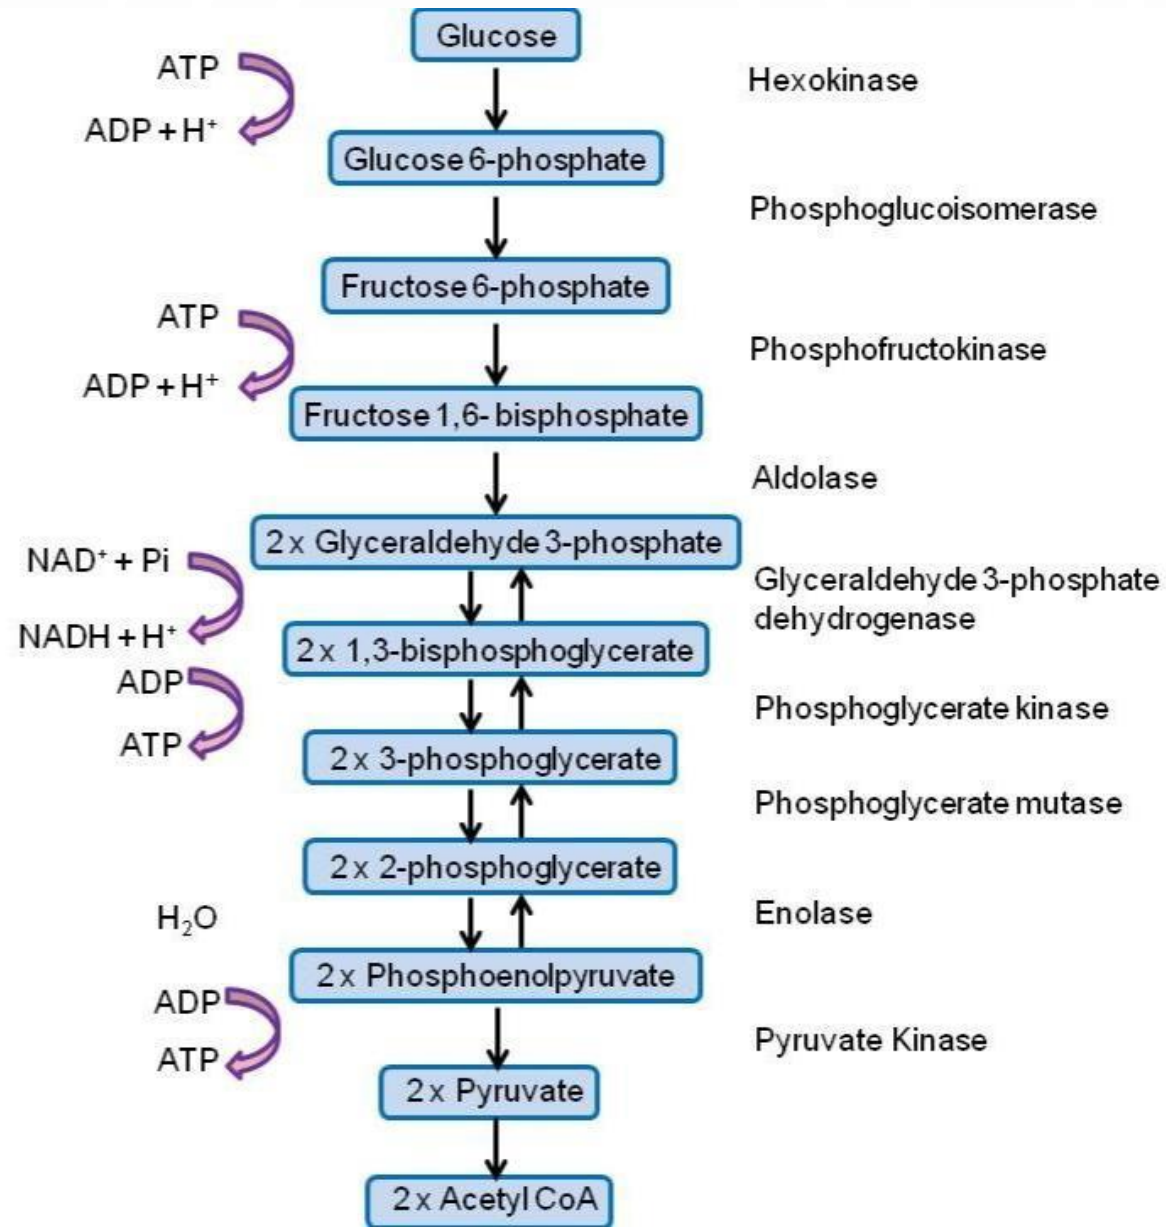 Glucose
ATP
Hexokinase
ADP + H⁺
Glucose 6-phosphate
Phosphoglucoisomerase
Fructose 6-phosphate
ATP
Phosphofructokinase
ADP + H⁺
Fructose 1,6- bisphosphate
Aldolase
2 x Glyceraldehyde 3-phosphate
NAD⁺ + Pi
Glyceraldehyde 3-phosphate
dehydrogenase
NADH + H⁺
2 x 1,3-bisphosphoglycerate
ADP
Phosphoglycerate kinase
ATP
2 x 3-phosphoglycerate
Phosphoglycerate mutase
2 x 2-phosphoglycerate
H₂O
Enolase
2 x Phosphoenolpyruvate
ADP
Pyruvate Kinase
ATP
2 x Pyruvate
2 x Acetyl CoA